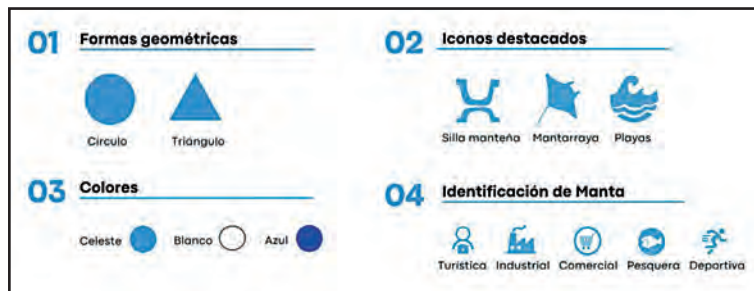 01 Formas geométricas
Círculo Triángulo
02 Iconos destacados
Silla manteña Mantarraya Playas
03 Colores
Celeste Blanco Azul
04 Identificación de Manta
Turística Industrial Comercial Pesquera Deportiva